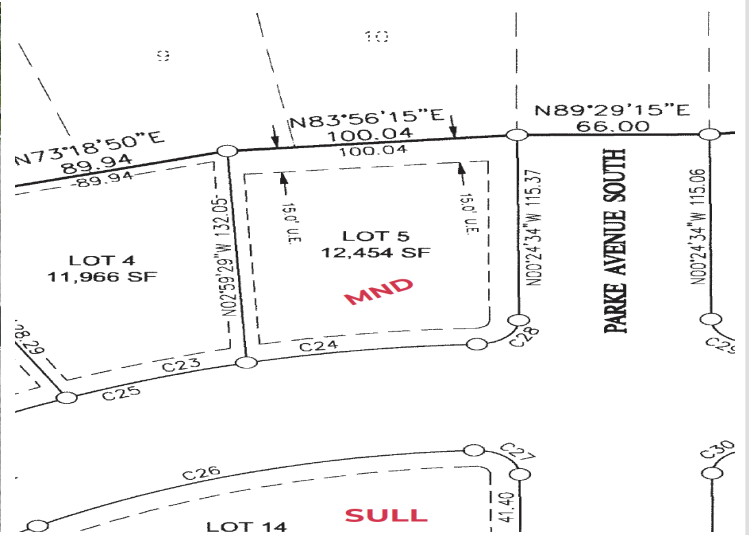 9
10
N73°18'50"E
89.94
89.94
N83°56'15"E
100.04
100.04
N89°29'15"E
66.00
15.0' U.E.
15.0' U.E.
LOT 4
11,966 SF
N02°59'29"W 132.05
LOT 5
12,454 SF
MND
N00°24'34"W 115.37
PARKE AVENUE SOUTH
N00°24'34"W 115.06
C23
C24
C28
C29
C25
C26
C27
C30
LOT 14
SULL
41.40